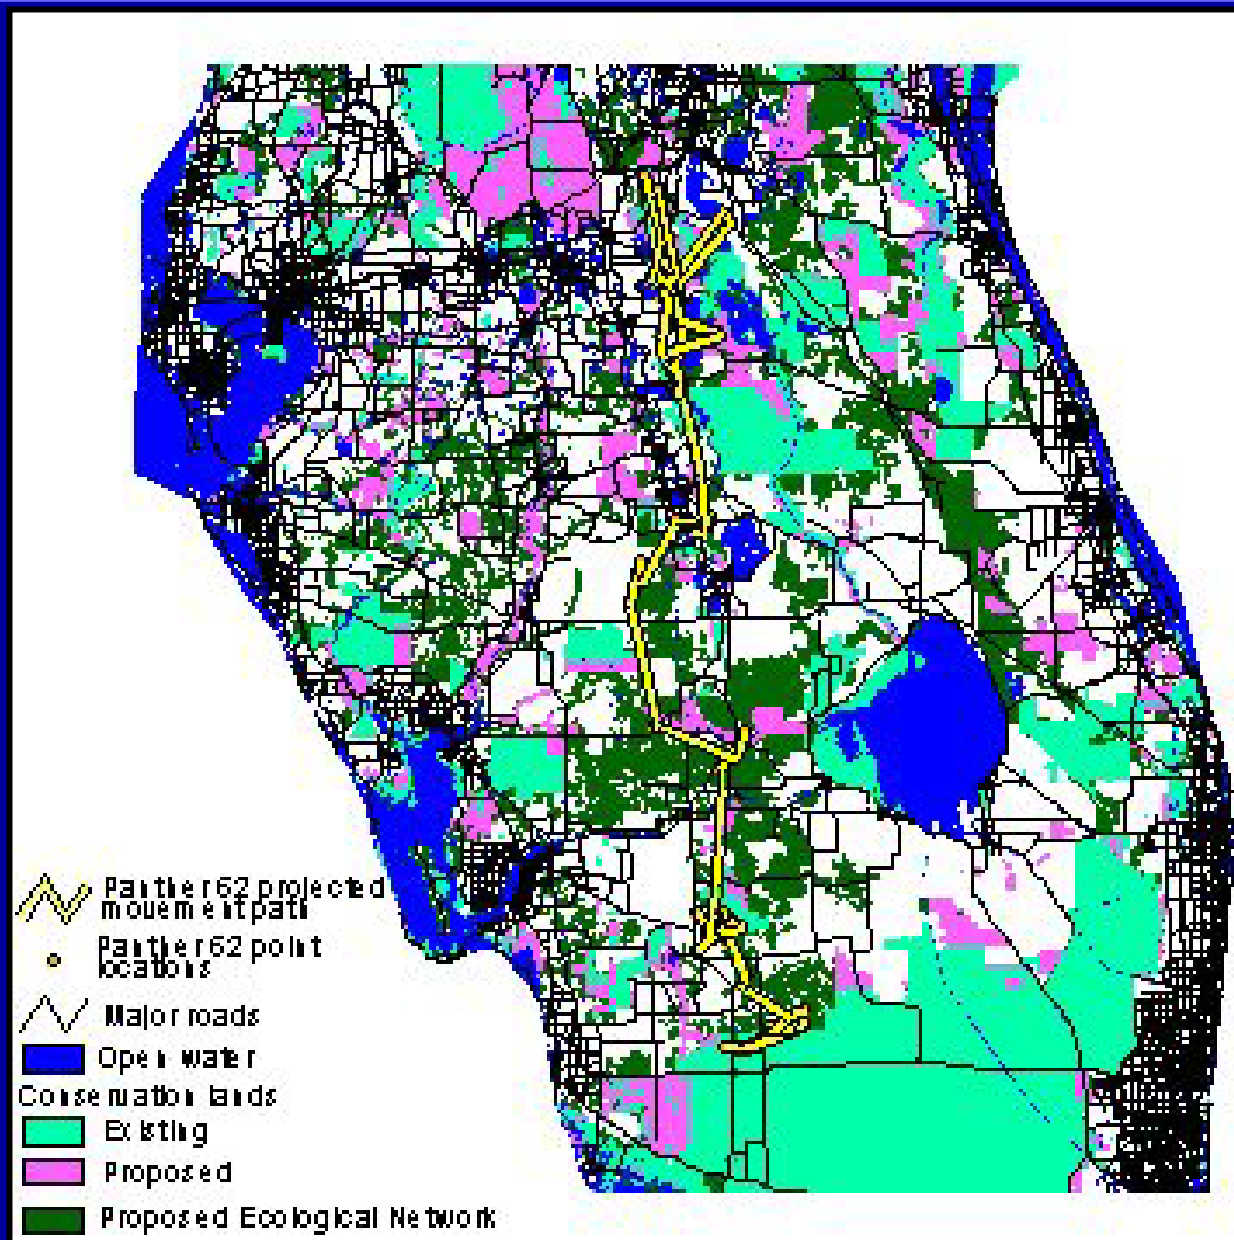 Panther 62 projected
movement path
Panther 62 point
locations
Major roads
Open water
Conservation lands
Existing
Proposed
Proposed Ecological Network